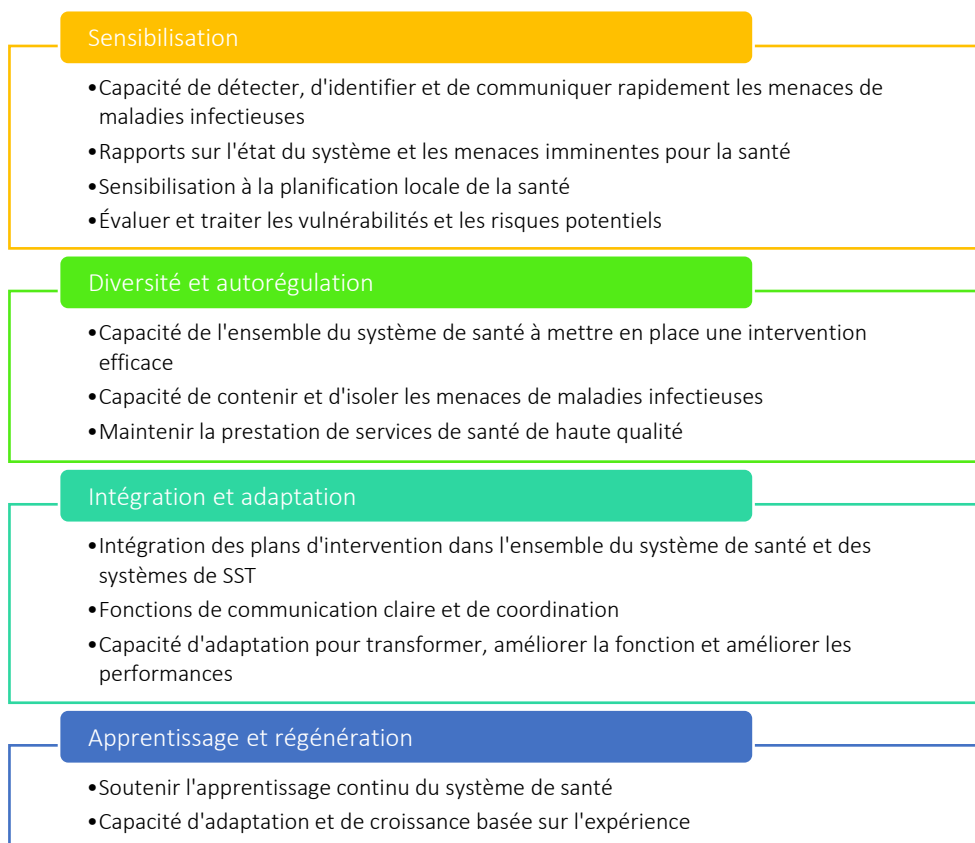 Sensibilisation
•Capacité de détecter, d'identifier et de communiquer rapidement les menaces de
maladies infectieuses
•Rapports sur l'état du système et les menaces imminentes pour la santé
•Sensibilisation à la planification locale de la santé
•Évaluer et traiter les vulnérabilités et les risques potentiels
Diversité et autorégulation
•Capacité de l'ensemble du système de santé à mettre en place une intervention
efficace
•Capacité de contenir et d'isoler les menaces de maladies infectieuses
•Maintenir la prestation de services de santé de haute qualité
Intégration et adaptation
•Intégration des plans d'intervention dans l'ensemble du système de santé et des
systèmes de SST
•Fonctions de communication claire et de coordination
•Capacité d'adaptation pour transformer, améliorer la fonction et améliorer les
performances
Apprentissage et régénération
•Soutenir l'apprentissage continu du système de santé
•Capacité d'adaptation et de croissance basée sur l'expérience